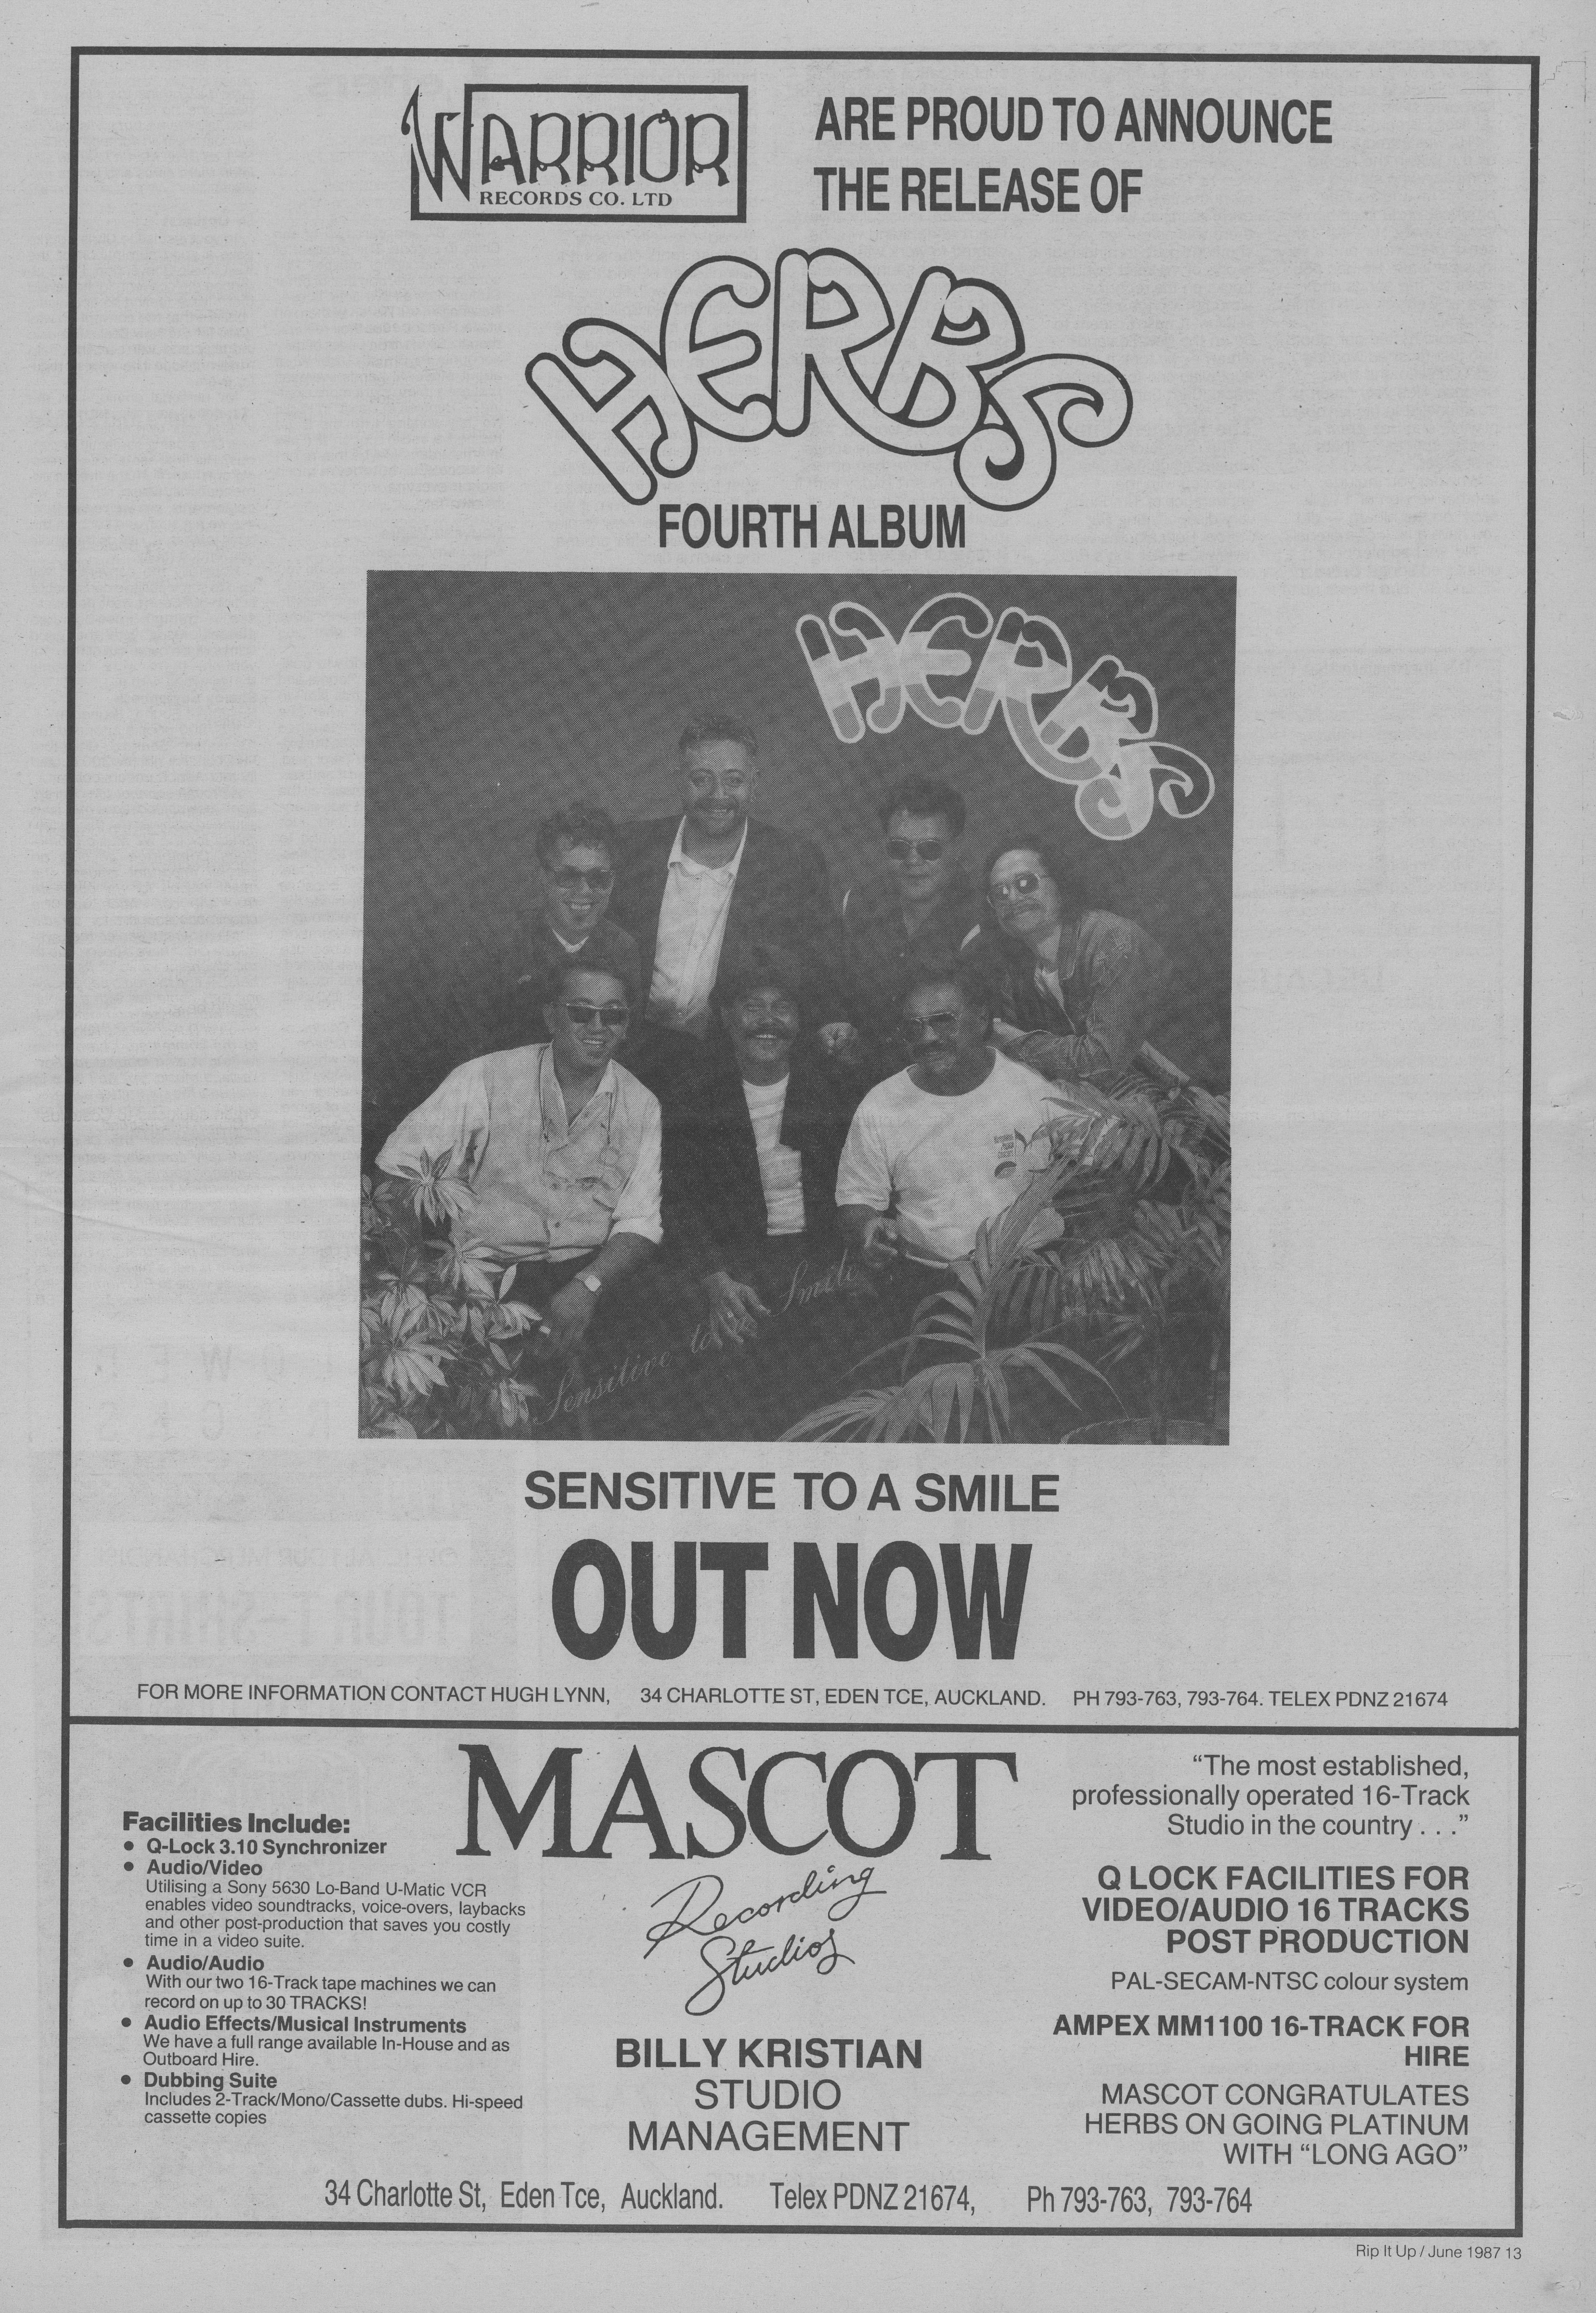 WARRIOR
RECORDS CO. LTD
ARE PROUD TO ANNOUNCE
THE RELEASE OF
HERBS
FOURTH ALBUM
HERBS
Sensitive to a Smile
SENSITIVE TO A SMILE
OUT NOW
FOR MORE INFORMATION CONTACT HUGH LYNN, 34 CHARLOTTE ST, EDEN TCE, AUCKLAND. PH 793-763, 793-764. TELEX PDNZ 21674
MASCOT
Recording
Studios
BILLY KRISTIAN
STUDIO
MANAGEMENT
Facilities Include:
• Q-Lock 3.10 Synchronizer
• Audio/Video
Utilising a Sony 5630 Lo-Band U-Matic VCR
enables video soundtracks, voice-overs, laybacks
and other post-production that saves you costly
time in a video suite.
• Audio/Audio
With our two 16-Track tape machines we can
record on up to 30 TRACKS!
• Audio Effects/Musical Instruments
We have a full range available In-House and as
Outboard Hire.
• Dubbing Suite
Includes 2-Track/Mono/Cassette dubs. Hi-speed
cassette copies
“The most established,
professionally operated 16-Track
Studio in the country . . .”
Q LOCK FACILITIES FOR
VIDEO/AUDIO 16 TRACKS
POST PRODUCTION
PAL-SECAM-NTSC colour system
AMPEX MM1100 16-TRACK FOR
HIRE
MASCOT CONGRATULATES
HERBS ON GOING PLATINUM
WITH “LONG AGO”
34 Charlotte St, Eden Tce, Auckland. Telex PDNZ 21674, Ph 793-763, 793-764
Rip It Up / June 1987 13